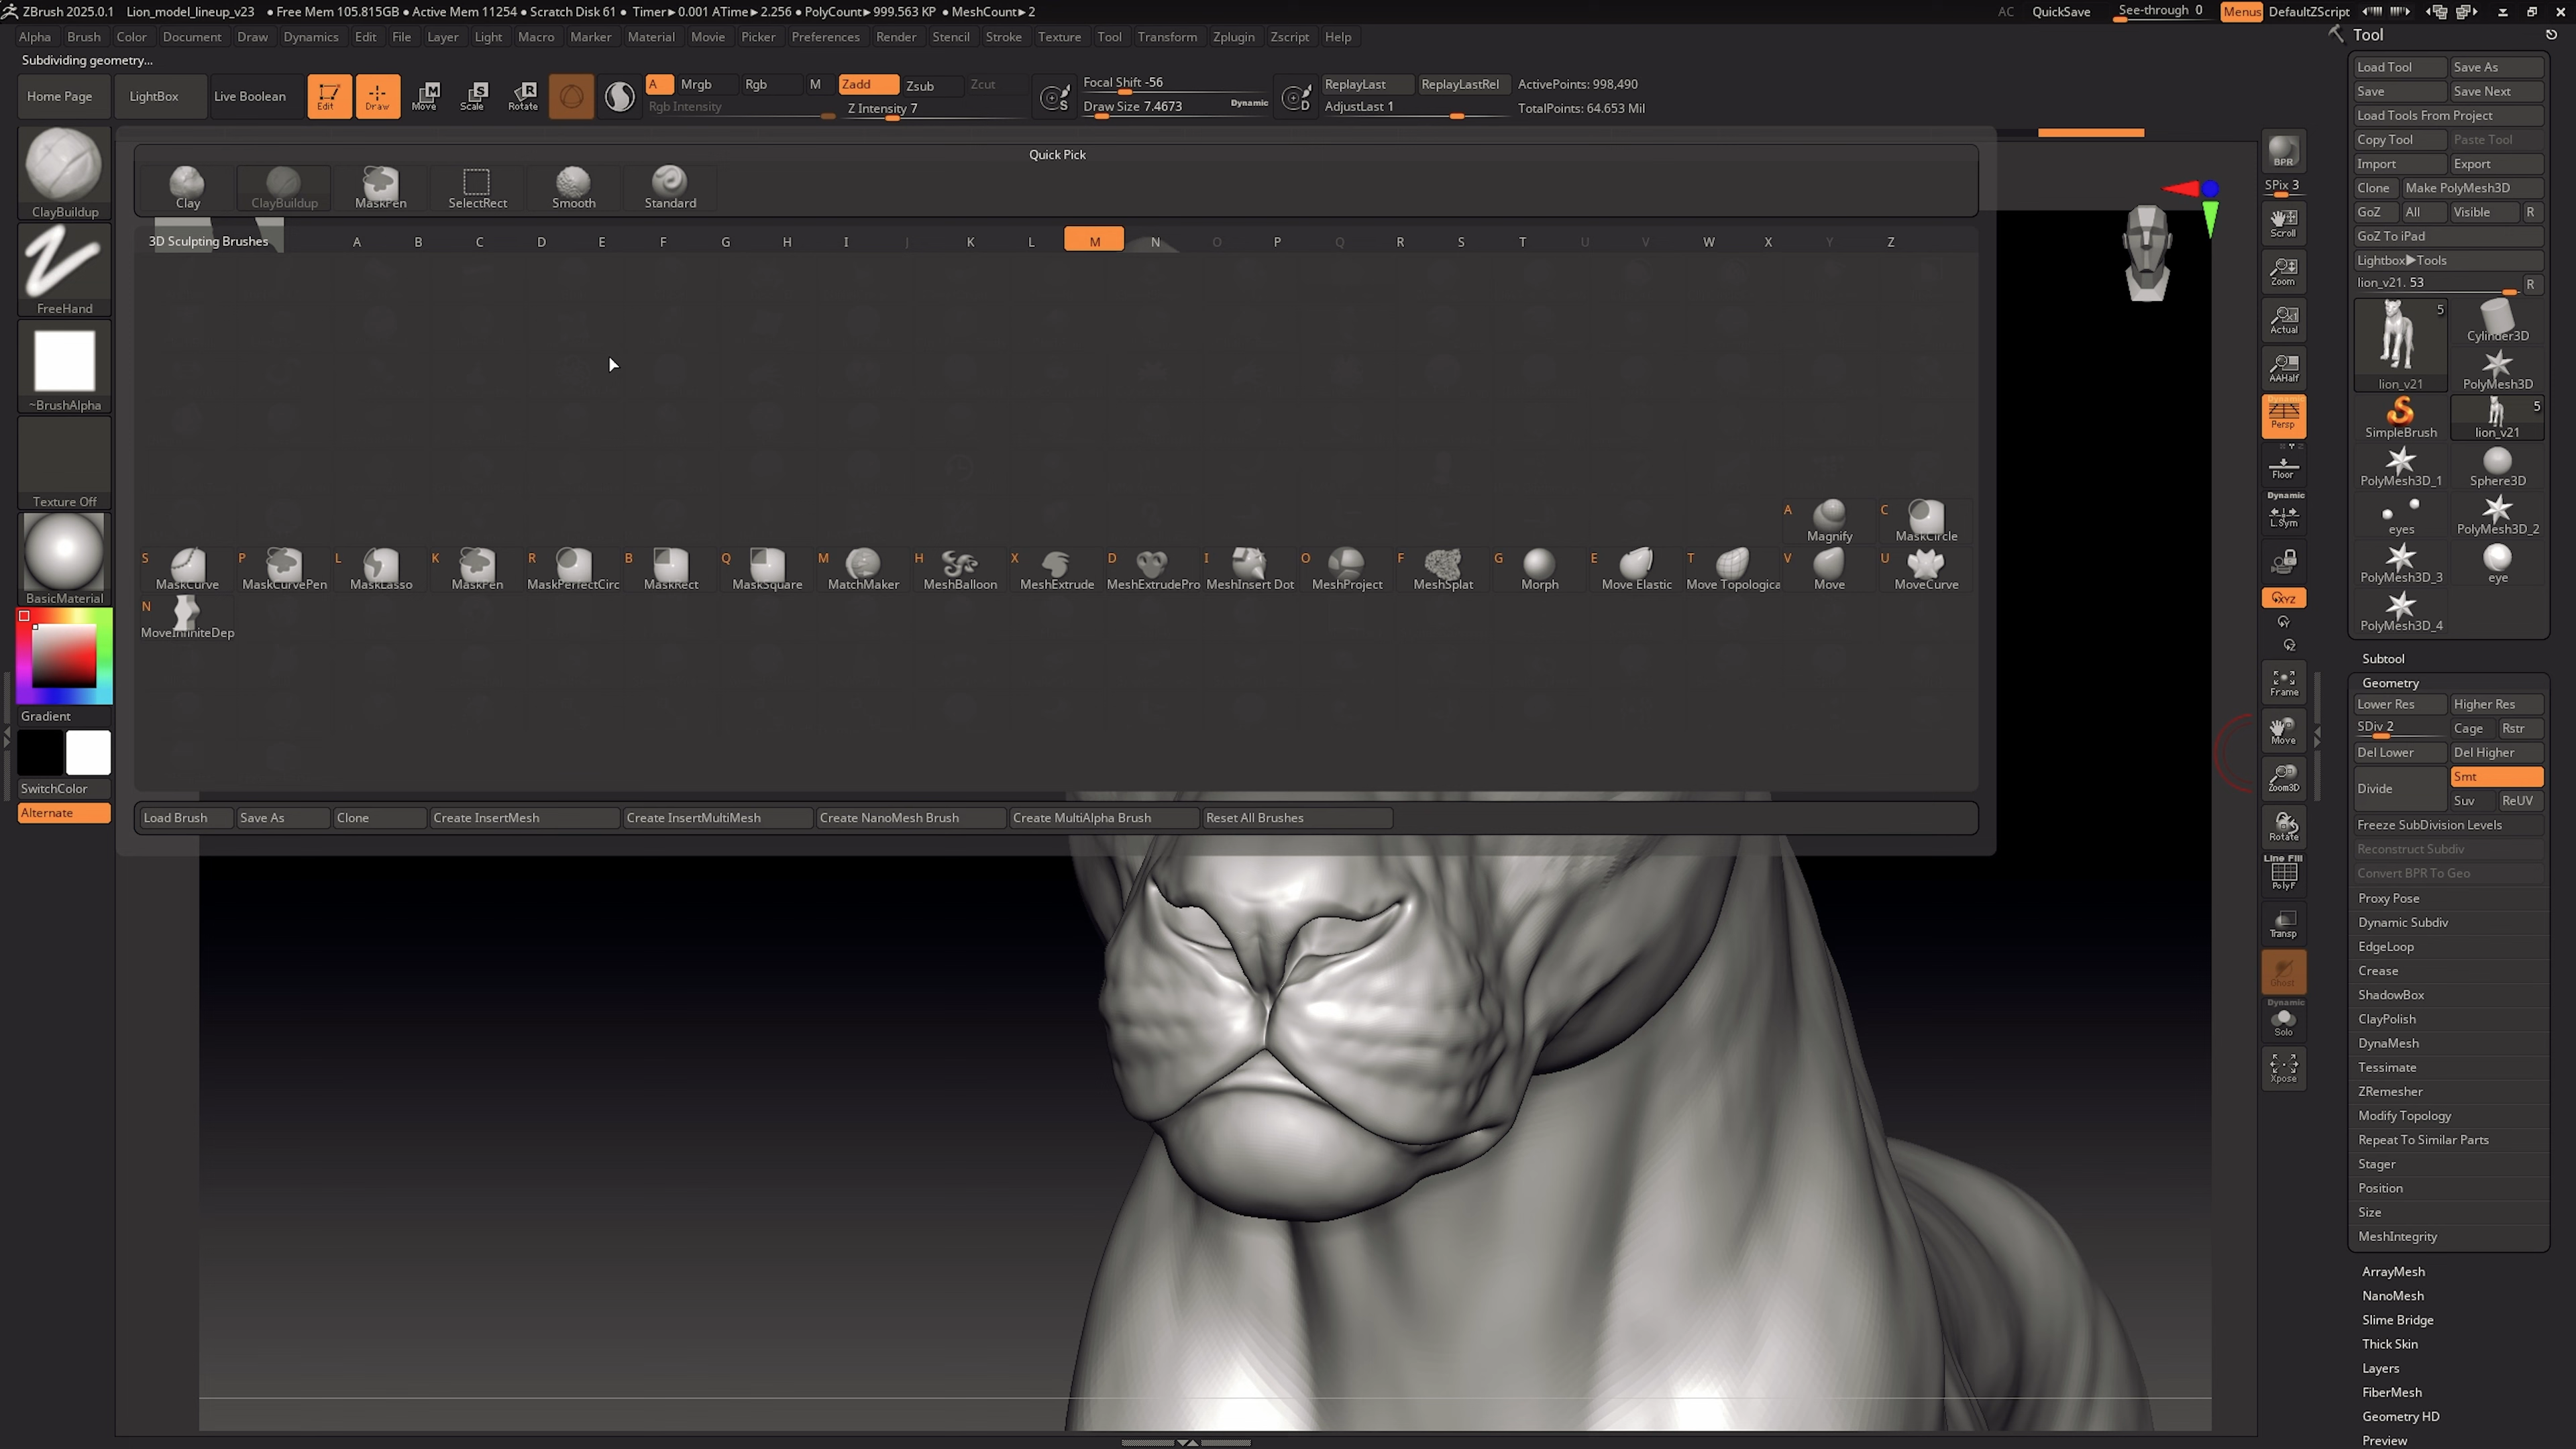 ZBrush 2025.0.1 Lion_model_lineup_v23 ● Free Mem 105.815GB ● Active Mem 11254 ● Scratch Disk 61 ● Timer►0.001 ATime►2.256 ● PolyCount►999.563 KP ● MeshCount►2 AC QuickSave See-through 0 Menus DefaultZScript
Alpha Brush Color Document Draw Dynamics Edit File Layer Light Macro Marker Material Movie Picker Preferences Render Stencil Stroke Texture Tool Transform Zplugin Zscript Help
Subdividing geometry...
Home Page LightBox Live Boolean Edit Draw Move Scale Rotate
A Mrgb Rgb M Zadd Zsub Zcut
Rgb Intensity Z Intensity 7
Focal Shift -56
Draw Size 7.4673 Dynamic
ReplayLast ReplayLastRel ActivePoints: 998,490
AdjustLast 1 TotalPoints: 64.653 Mil
ClayBuildup
FreeHand
~BrushAlpha
Texture Off
BasicMaterial
Gradient
SwitchColor
Alternate
Quick Pick
Clay ClayBuildup MaskPen SelectRect Smooth Standard
3D Sculpting Brushes A B C D E F G H I J K L M N O P Q R S T U V W X Y Z
A Magnify C MaskCircle
S MaskCurve P MaskCurvePen L MaskLasso K MaskPen R MaskPerfectCirc B MaskRect Q MaskSquare M MatchMaker H MeshBalloon X MeshExtrude D MeshExtrudePro I MeshInsert Dot O MeshProject F MeshSplat G Morph E Move Elastic T Move Topologica V Move U MoveCurve
N MoveInfiniteDep
Load Brush Save As Clone Create InsertMesh Create InsertMultiMesh Create NanoMesh Brush Create MultiAlpha Brush Reset All Brushes
BPR
SPix 3
Scroll
Zoom
Actual
AAHalf
Dynamic
Persp
Floor
Dynamic
L.Sym
XYZ
Y
Z
Frame
Move
Zoom3D
Rotate
Line Fill
PolyF
Transp
Ghost
Dynamic
Solo
Xpose
Tool
Load Tool Save As
Save Save Next
Load Tools From Project
Copy Tool Paste Tool
Import Export
Clone Make PolyMesh3D
GoZ All Visible R
GoZ To iPad
Lightbox►Tools
lion_v21. 53 R
5
lion_v21 Cylinder3D
PolyMesh3D
SimpleBrush 5 lion_v21
PolyMesh3D_1 Sphere3D
eyes PolyMesh3D_2
PolyMesh3D_3 eye
PolyMesh3D_4
Subtool
Geometry
Lower Res Higher Res
SDiv 2 Cage Rstr
Del Lower Del Higher
Divide Smt
Suv ReUV
Freeze SubDivision Levels
Reconstruct Subdiv
Convert BPR To Geo
Proxy Pose
Dynamic Subdiv
EdgeLoop
Crease
ShadowBox
ClayPolish
DynaMesh
Tessimate
ZRemesher
Modify Topology
Repeat To Similar Parts
Stager
Position
Size
MeshIntegrity
ArrayMesh
NanoMesh
Slime Bridge
Thick Skin
Layers
FiberMesh
Geometry HD
Preview